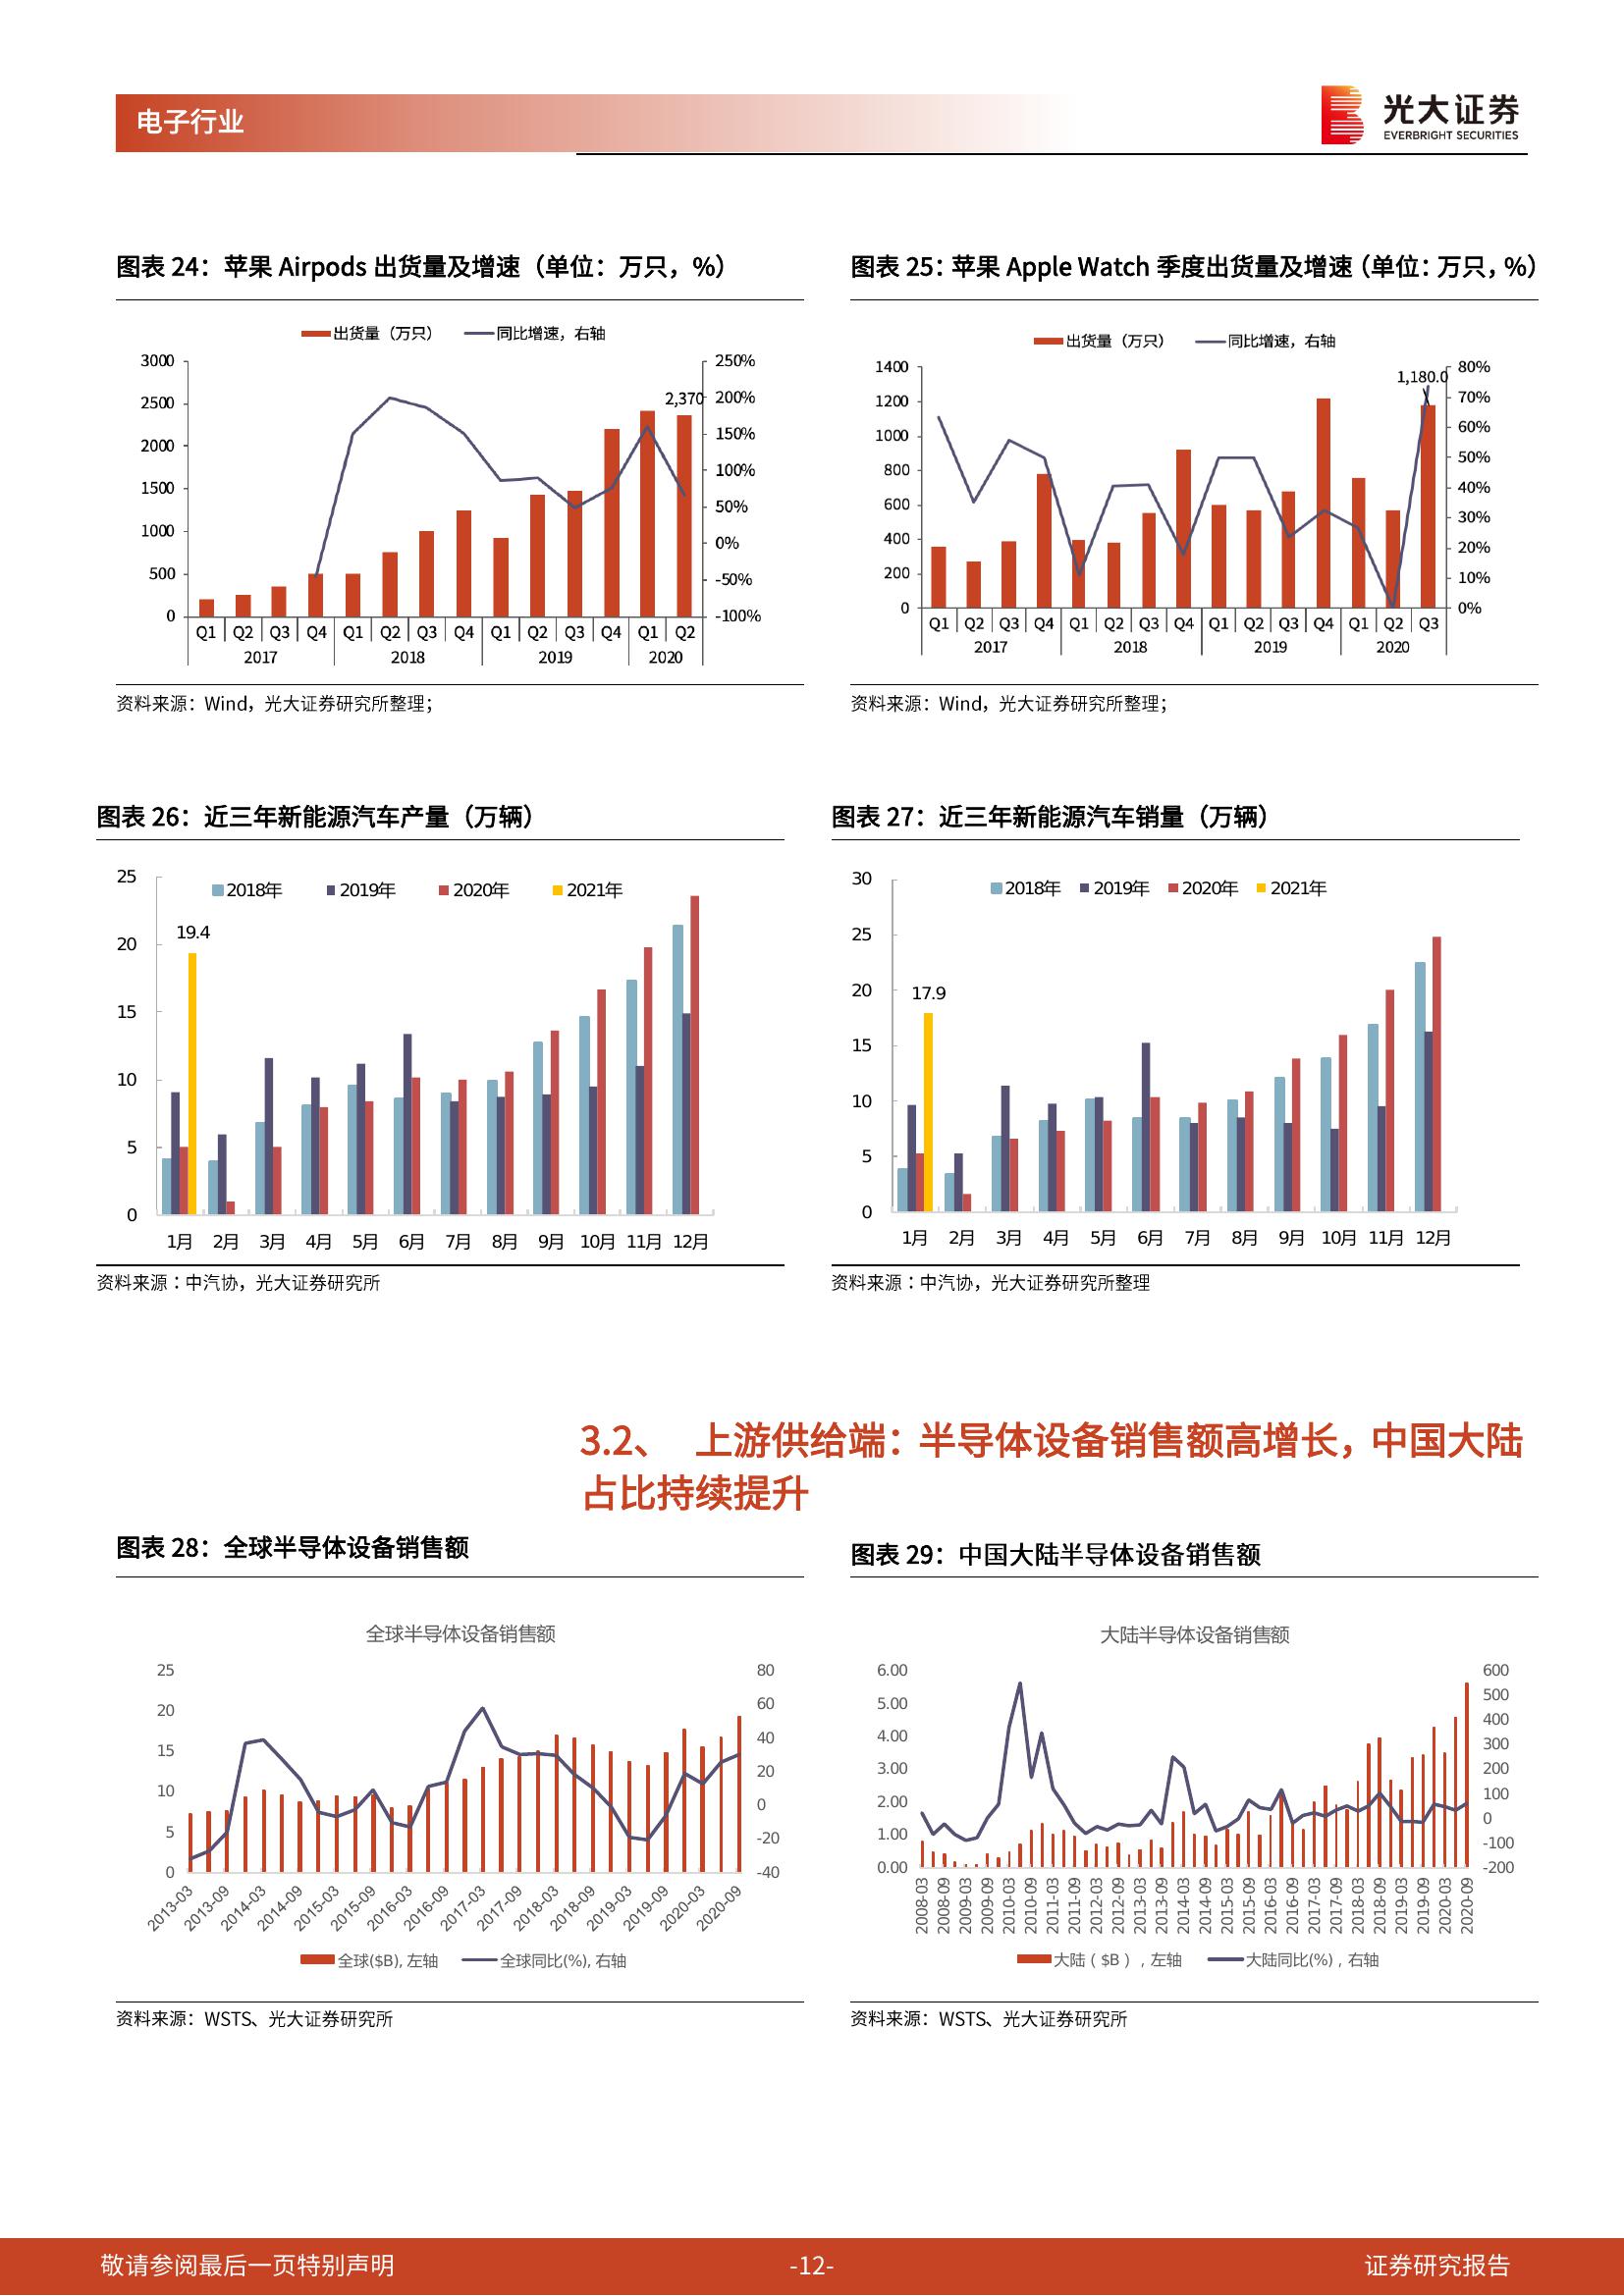 电子行业
光大证券
EVERBRIGHT SECURITIES
图表 24：苹果 Airpods 出货量及增速（单位：万只，%）
出货量（万只） 同比增速，右轴
3000
2500
2000
1500
1000
500
0
250%
200%
150%
100%
50%
0%
-50%
-100%
2,370
Q1 Q2 Q3 Q4 Q1 Q2 Q3 Q4 Q1 Q2 Q3 Q4 Q1 Q2
2017 2018 2019 2020
资料来源：Wind，光大证券研究所整理；
图表 25：苹果 Apple Watch 季度出货量及增速（单位：万只，%）
出货量（万只） 同比增速，右轴
1400
1200
1000
800
600
400
200
0
80%
70%
60%
50%
40%
30%
20%
10%
0%
1,180.0
Q1 Q2 Q3 Q4 Q1 Q2 Q3 Q4 Q1 Q2 Q3 Q4 Q1 Q2 Q3
2017 2018 2019 2020
资料来源：Wind，光大证券研究所整理；
图表 26：近三年新能源汽车产量（万辆）
2018年 2019年 2020年 2021年
25
20
15
10
5
0
19.4
1月 2月 3月 4月 5月 6月 7月 8月 9月 10月 11月 12月
资料来源：中汽协，光大证券研究所
图表 27：近三年新能源汽车销量（万辆）
2018年 2019年 2020年 2021年
30
25
20
15
10
5
0
17.9
1月 2月 3月 4月 5月 6月 7月 8月 9月 10月 11月 12月
资料来源：中汽协，光大证券研究所整理
3.2、 上游供给端：半导体设备销售额高增长，中国大陆
占比持续提升
图表 28：全球半导体设备销售额
全球半导体设备销售额
25
20
15
10
5
0
80
60
40
20
0
-20
-40
2013-03 2013-09 2014-03 2014-09 2015-03 2015-09 2016-03 2016-09 2017-03 2017-09 2018-03 2018-09 2019-03 2019-09 2020-03 2020-09
全球($B), 左轴 全球同比(%), 右轴
资料来源：WSTS、光大证券研究所
图表 29：中国大陆半导体设备销售额
大陆半导体设备销售额
6.00
5.00
4.00
3.00
2.00
1.00
0.00
600
500
400
300
200
100
0
-100
-200
2008-03 2008-09 2009-03 2009-09 2010-03 2010-09 2011-03 2011-09 2012-03 2012-09 2013-03 2013-09 2014-03 2014-09 2015-03 2015-09 2016-03 2016-09 2017-03 2017-09 2018-03 2018-09 2019-03 2019-09 2020-03 2020-09
大陆（$B），左轴 大陆同比(%)，右轴
资料来源：WSTS、光大证券研究所
敬请参阅最后一页特别声明 -12- 证券研究报告